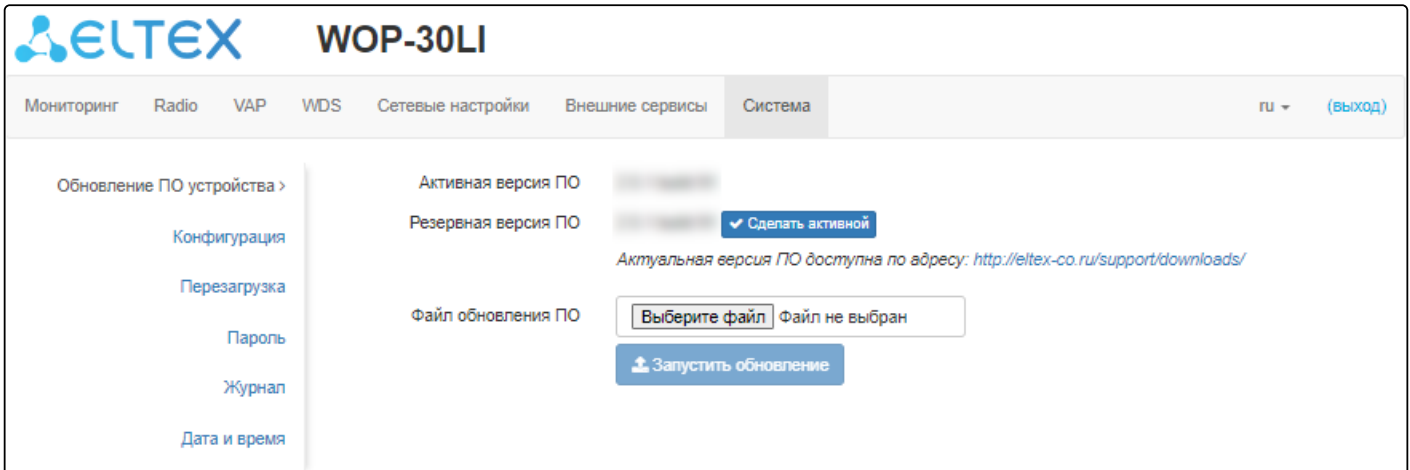 ELTEX WOP-30LI
Мониторинг Radio VAP WDS Сетевые настройки Внешние сервисы Система ru (выход)
Обновление ПО устройства >
Конфигурация
Перезагрузка
Пароль
Журнал
Дата и время
Активная версия ПО
Резервная версия ПО Сделать активной
Актуальная версия ПО доступна по адресу: http://eltex-co.ru/support/downloads/
Файл обновления ПО Выберите файл Файл не выбран
Запустить обновление